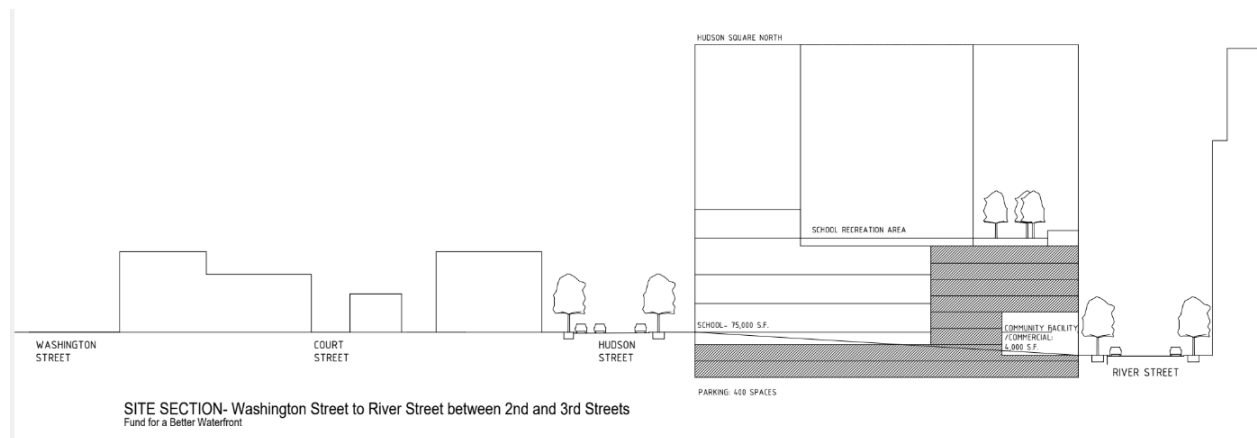 HUDSON SQUARE NORTH
SCHOOL RECREATION AREA
SCHOOL- 75,000 S.F.
COMMUNITY FACILITY
/COMMERCIAL:
4,000 S.F.
WASHINGTON
STREET
COURT
STREET
HUDSON
STREET
RIVER STREET
PARKING: 400 SPACES
SITE SECTION- Washington Street to River Street between 2nd and 3rd Streets
Fund for a Better Waterfront